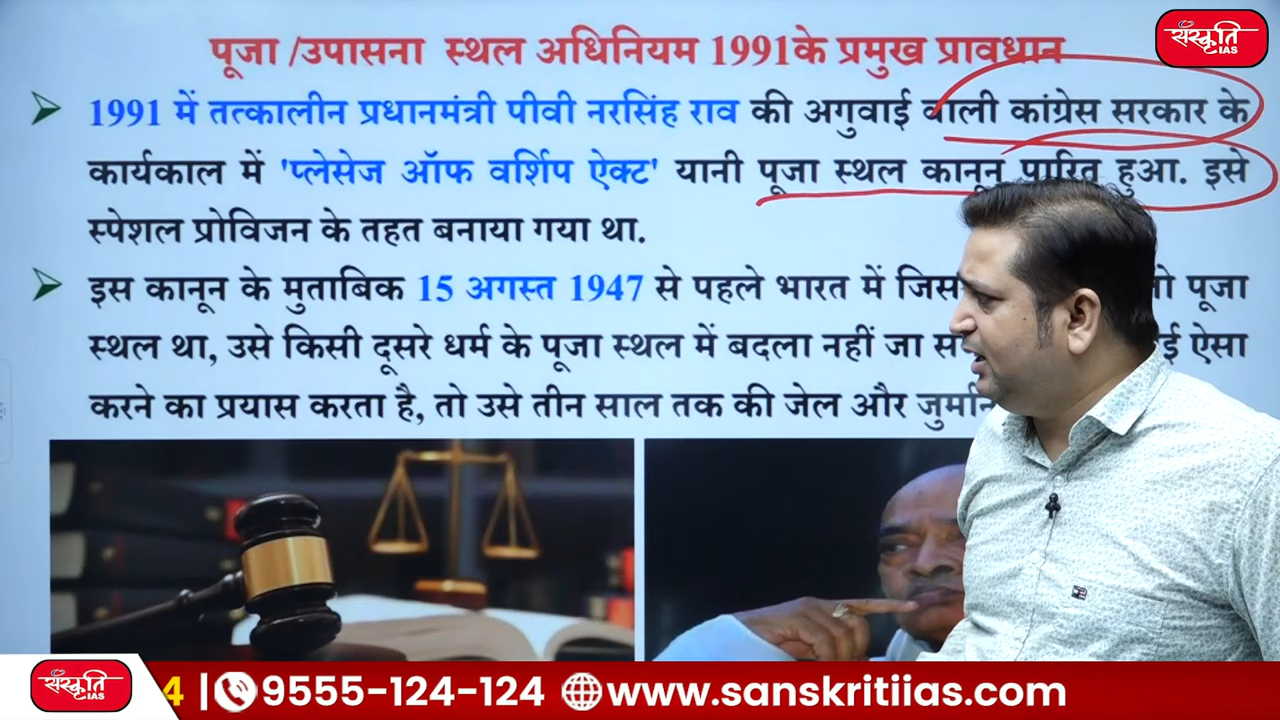 संस्कृति
IAS
पूजा /उपासना स्थल अधिनियम 1991के प्रमुख प्रावधान
1991 में तत्कालीन प्रधानमंत्री पीवी नरसिंह राव की अगुवाई वाली कांग्रेस सरकार के
कार्यकाल में 'प्लेसेज ऑफ वर्शिप ऐक्ट' यानी पूजा स्थल कानून पारित हुआ. इसे
स्पेशल प्रोविजन के तहत बनाया गया था.
इस कानून के मुताबिक 15 अगस्त 1947 से पहले भारत में जिस पूजा
स्थल था, उसे किसी दूसरे धर्म के पूजा स्थल में बदला नहीं जा ऐसा
करने का प्रयास करता है, तो उसे तीन साल तक की जेल और
संस्कृति
IAS
4 | 9555-124-124 www.sanskritiias.com